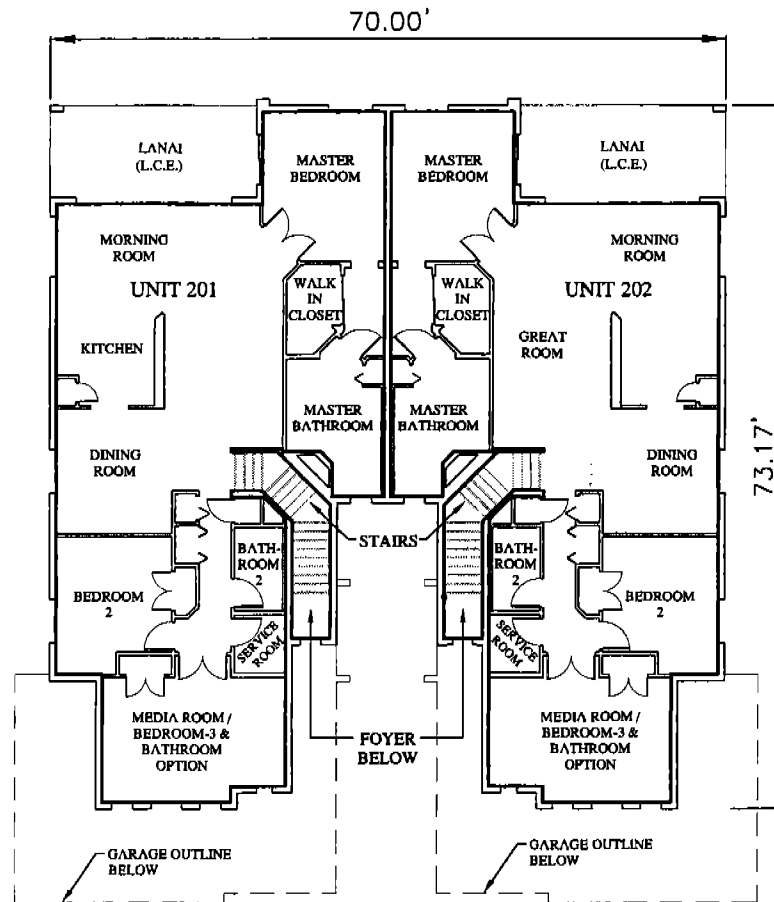 70.00'
LANAI
(L.C.E.)
MASTER
BEDROOM
MASTER
BEDROOM
LANAI
(L.C.E.)
MORNING
ROOM
MORNING
ROOM
UNIT 201
WALK
IN
CLOSET
WALK
IN
CLOSET
UNIT 202
KITCHEN
GREAT
ROOM
MASTER
BATHROOM
MASTER
BATHROOM
DINING
ROOM
DINING
ROOM
73.17'
STAIRS
BATH-
ROOM
2
BATH-
ROOM
2
BEDROOM
2
BEDROOM
2
SERVICE
ROOM
SERVICE
ROOM
MEDIA ROOM /
BEDROOM-3 &
BATHROOM
OPTION
FOYER
BELOW
MEDIA ROOM /
BEDROOM-3 &
BATHROOM
OPTION
GARAGE OUTLINE
BELOW
GARAGE OUTLINE
BELOW